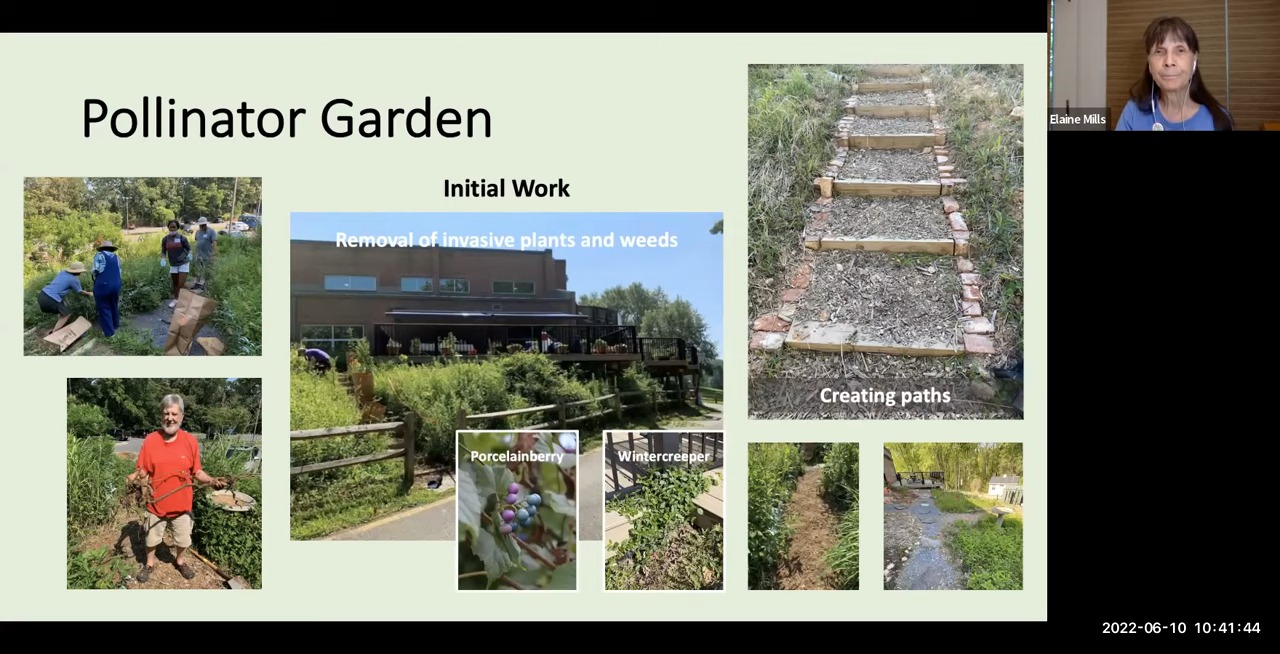 Pollinator Garden
Initial Work
Removal of invasive plants and weeds
Porcelainberry
Wintercreeper
Creating paths
Elaine Mills
2022-06-10 10:41:44